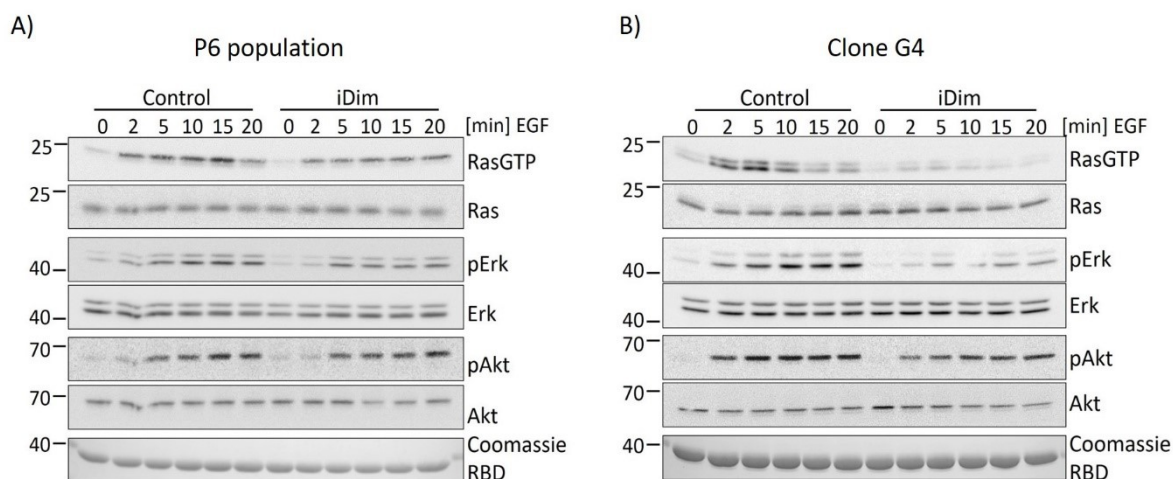 A)
P6 population
Control iDim
0 2 5 10 15 20 0 2 5 10 15 20 [min] EGF
25 RasGTP
25 Ras
40 pErk
40 Erk
70 pAkt
70 Akt
40 Coomassie
RBD
B)
Clone G4
Control iDim
0 2 5 10 15 20 0 2 5 10 15 20 [min] EGF
25 RasGTP
25 Ras
40 pErk
40 Erk
70 pAkt
70 Akt
40 Coomassie
RBD